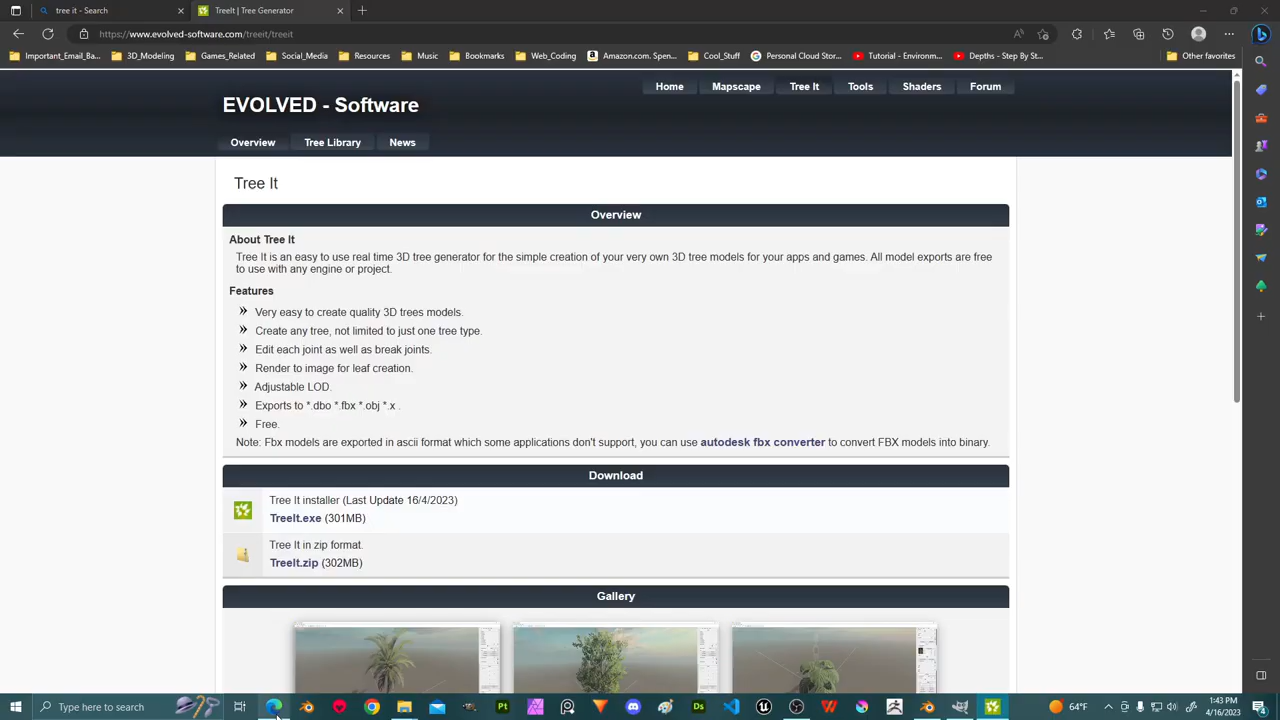 tree it - Search
TreeIt | Tree Generator
https://www.evolved-software.com/treeit/treeit
Important_Email_Ba...
3D_Modeling
Games_Related
Social_Media
Resources
Music
Bookmarks
Web_Coding
Amazon.com. Spen...
Cool_Stuff
Personal Cloud Stor...
Tutorial - Environm...
Depths - Step By St...
Other favorites
Home
Mapscape
Tree It
Tools
Shaders
Forum
EVOLVED - Software
Overview
Tree Library
News
Tree It
Overview
About Tree It
Tree It is an easy to use real time 3D tree generator for the simple creation of your very own 3D tree models for your apps and games. All model exports are free
to use with any engine or project.
Features
Very easy to create quality 3D trees models.
Create any tree, not limited to just one tree type.
Edit each joint as well as break joints.
Render to image for leaf creation.
Adjustable LOD.
Exports to *.dbo *.fbx *.obj *.x .
Free.
Note: Fbx models are exported in ascii format which some applications don't support, you can use autodesk fbx converter to convert FBX models into binary.
Download
Tree It installer (Last Update 16/4/2023)
TreeIt.exe (301MB)
Tree It in zip format.
TreeIt.zip (302MB)
Gallery
Type here to search
Pt
Ds
64°F
1:43 PM
4/16/2023